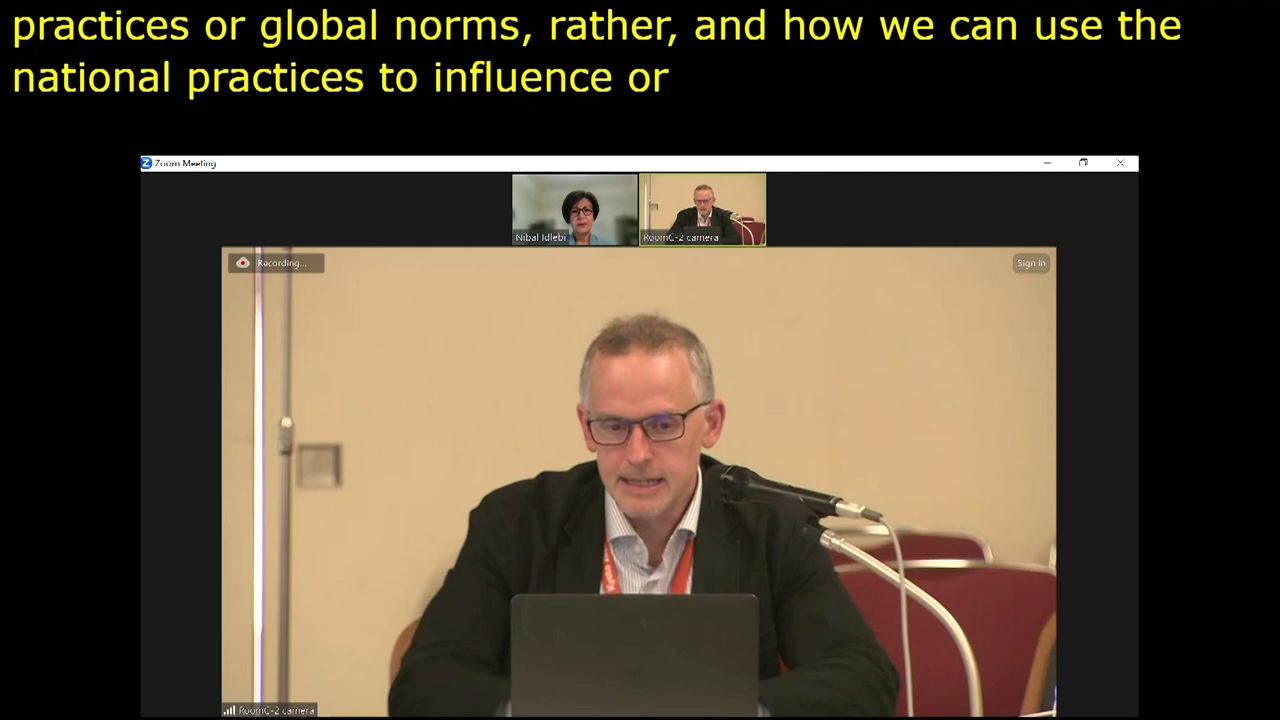 practices or global norms, rather, and how we can use the
national practices to influence or
Zoom Meeting
Nibal Idlebi
RoomC-2 camera
Recording...
Sign in
RoomC-2 camera